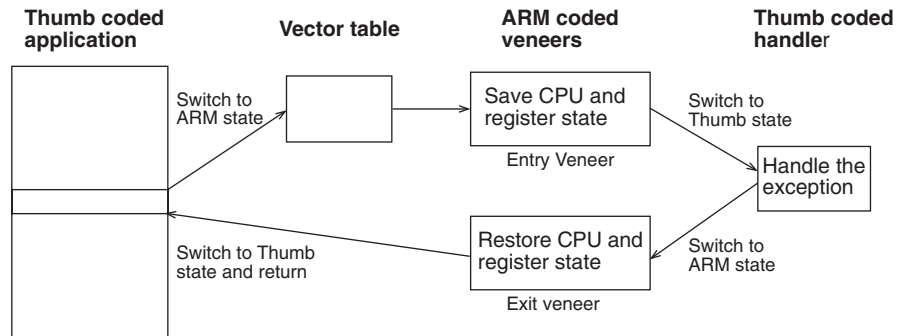 Thumb coded
application
Vector table
ARM coded
veneers
Thumb coded
handler
Switch to
ARM state
Save CPU and
register state
Entry Veneer
Switch to
Thumb state
Handle the
exception
Switch to Thumb
state and return
Restore CPU and
register state
Exit veneer
Switch to
ARM state